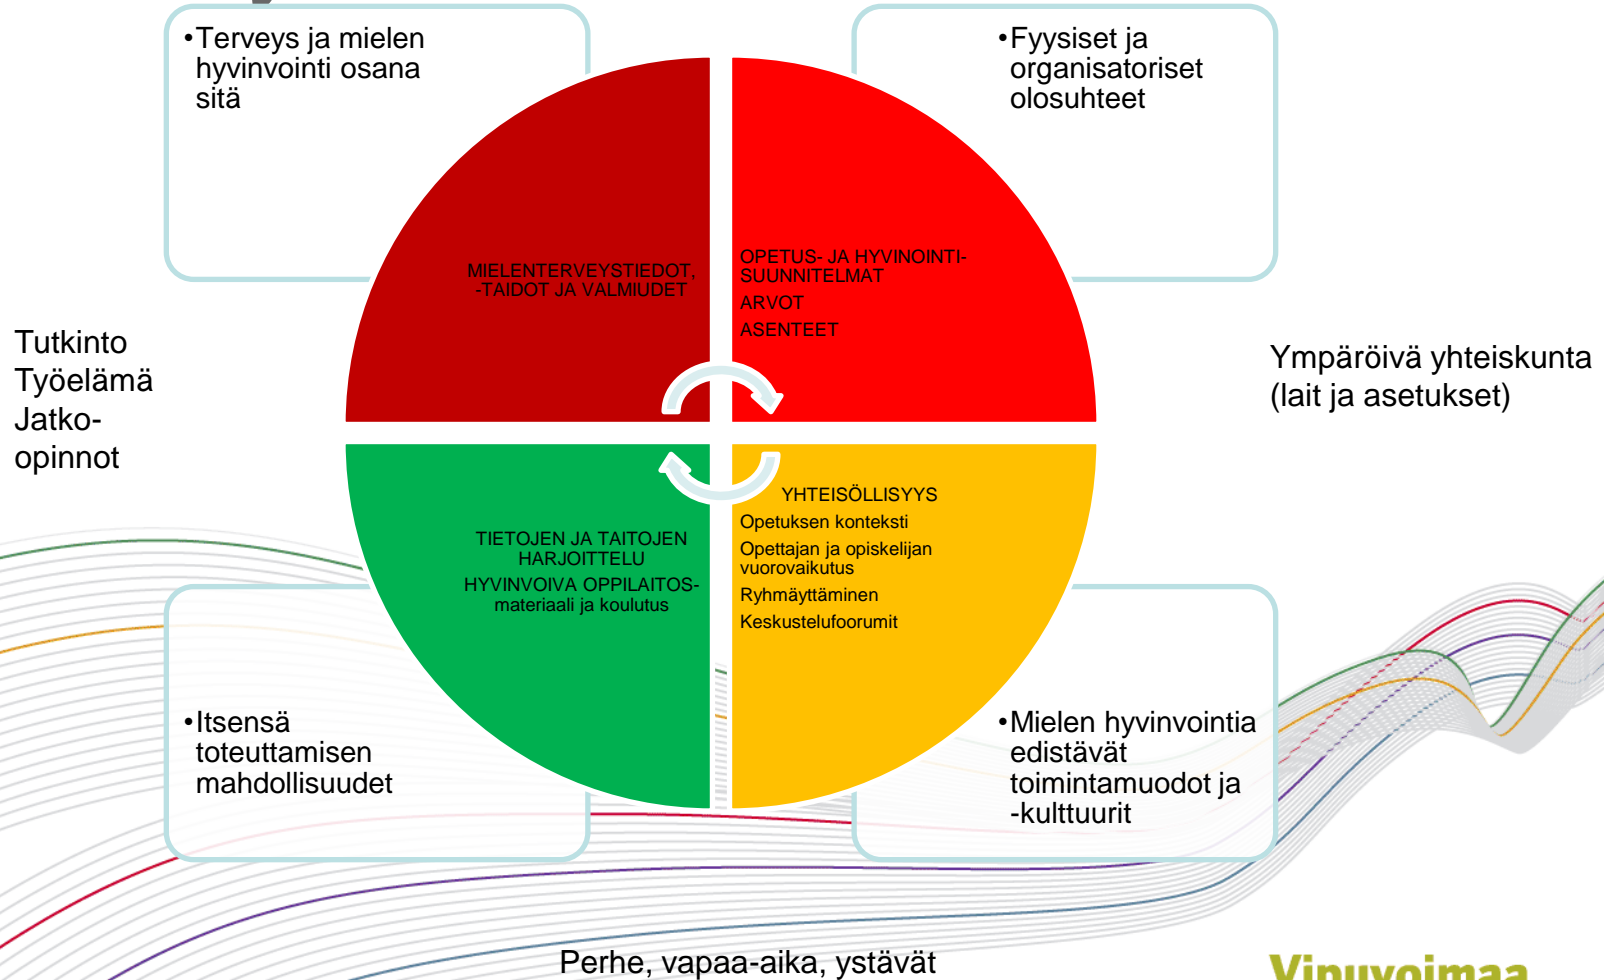 •Terveys ja mielen
hyvinvointi osana
sitä
•Fyysiset ja
organisatoriset
olosuhteet
MIELENTERVEYSTIEDOT,
-TAIDOT JA VALMIUDET
OPETUS- JA HYVINOINTI-
SUUNNITELMAT
ARVOT
ASENTEET
Tutkinto
Työelämä
Jatko-
opinnot
Ympäröivä yhteiskunta
(lait ja asetukset)
TIETOJEN JA TAITOJEN
HARJOITTELU
HYVINVOIVA OPPILAITOS-
materiaali ja koulutus
YHTEISÖLLISYYS
Opetuksen konteksti
Opettajan ja opiskelijan
vuorovaikutus
Ryhmäyttäminen
Keskustelufoorumit
•Itsensä
toteuttamisen
mahdollisuudet
•Mielen hyvinvointia
edistävät
toimintamuodot ja
-kulttuurit
Perhe, vapaa-aika, ystävät
Vipuvoimaa